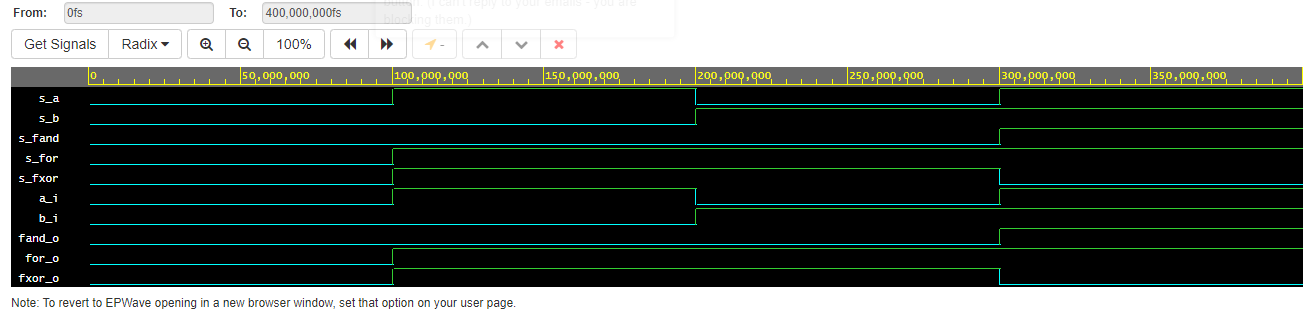 blocking them.)
From: 0fs To: 400,000,000fs
Get Signals Radix 100% -
0 50,000,000 100,000,000 150,000,000 200,000,000 250,000,000 300,000,000 350,000,000
s_a
s_b
s_fand
s_for
s_fxor
a_i
b_i
fand_o
for_o
fxor_o
Note: To revert to EPWave opening in a new browser window, set that option on your user page.